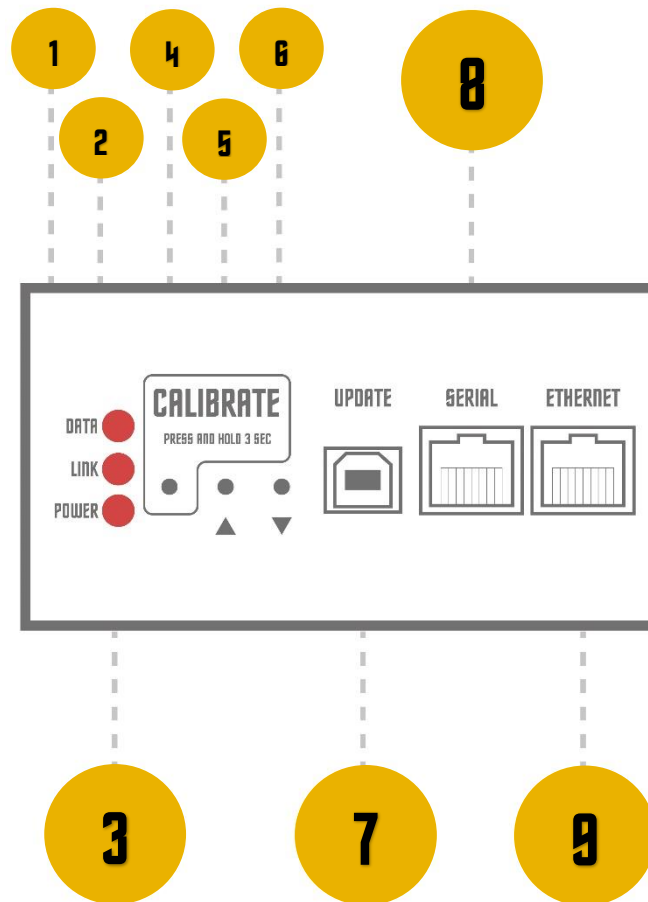 1
4
6
8
2
5
CALIBRATE
PRESS AND HOLD 3 SEC
UPDATE
SERIAL
ETHERNET
DATA
LINK
POWER
3
7
9